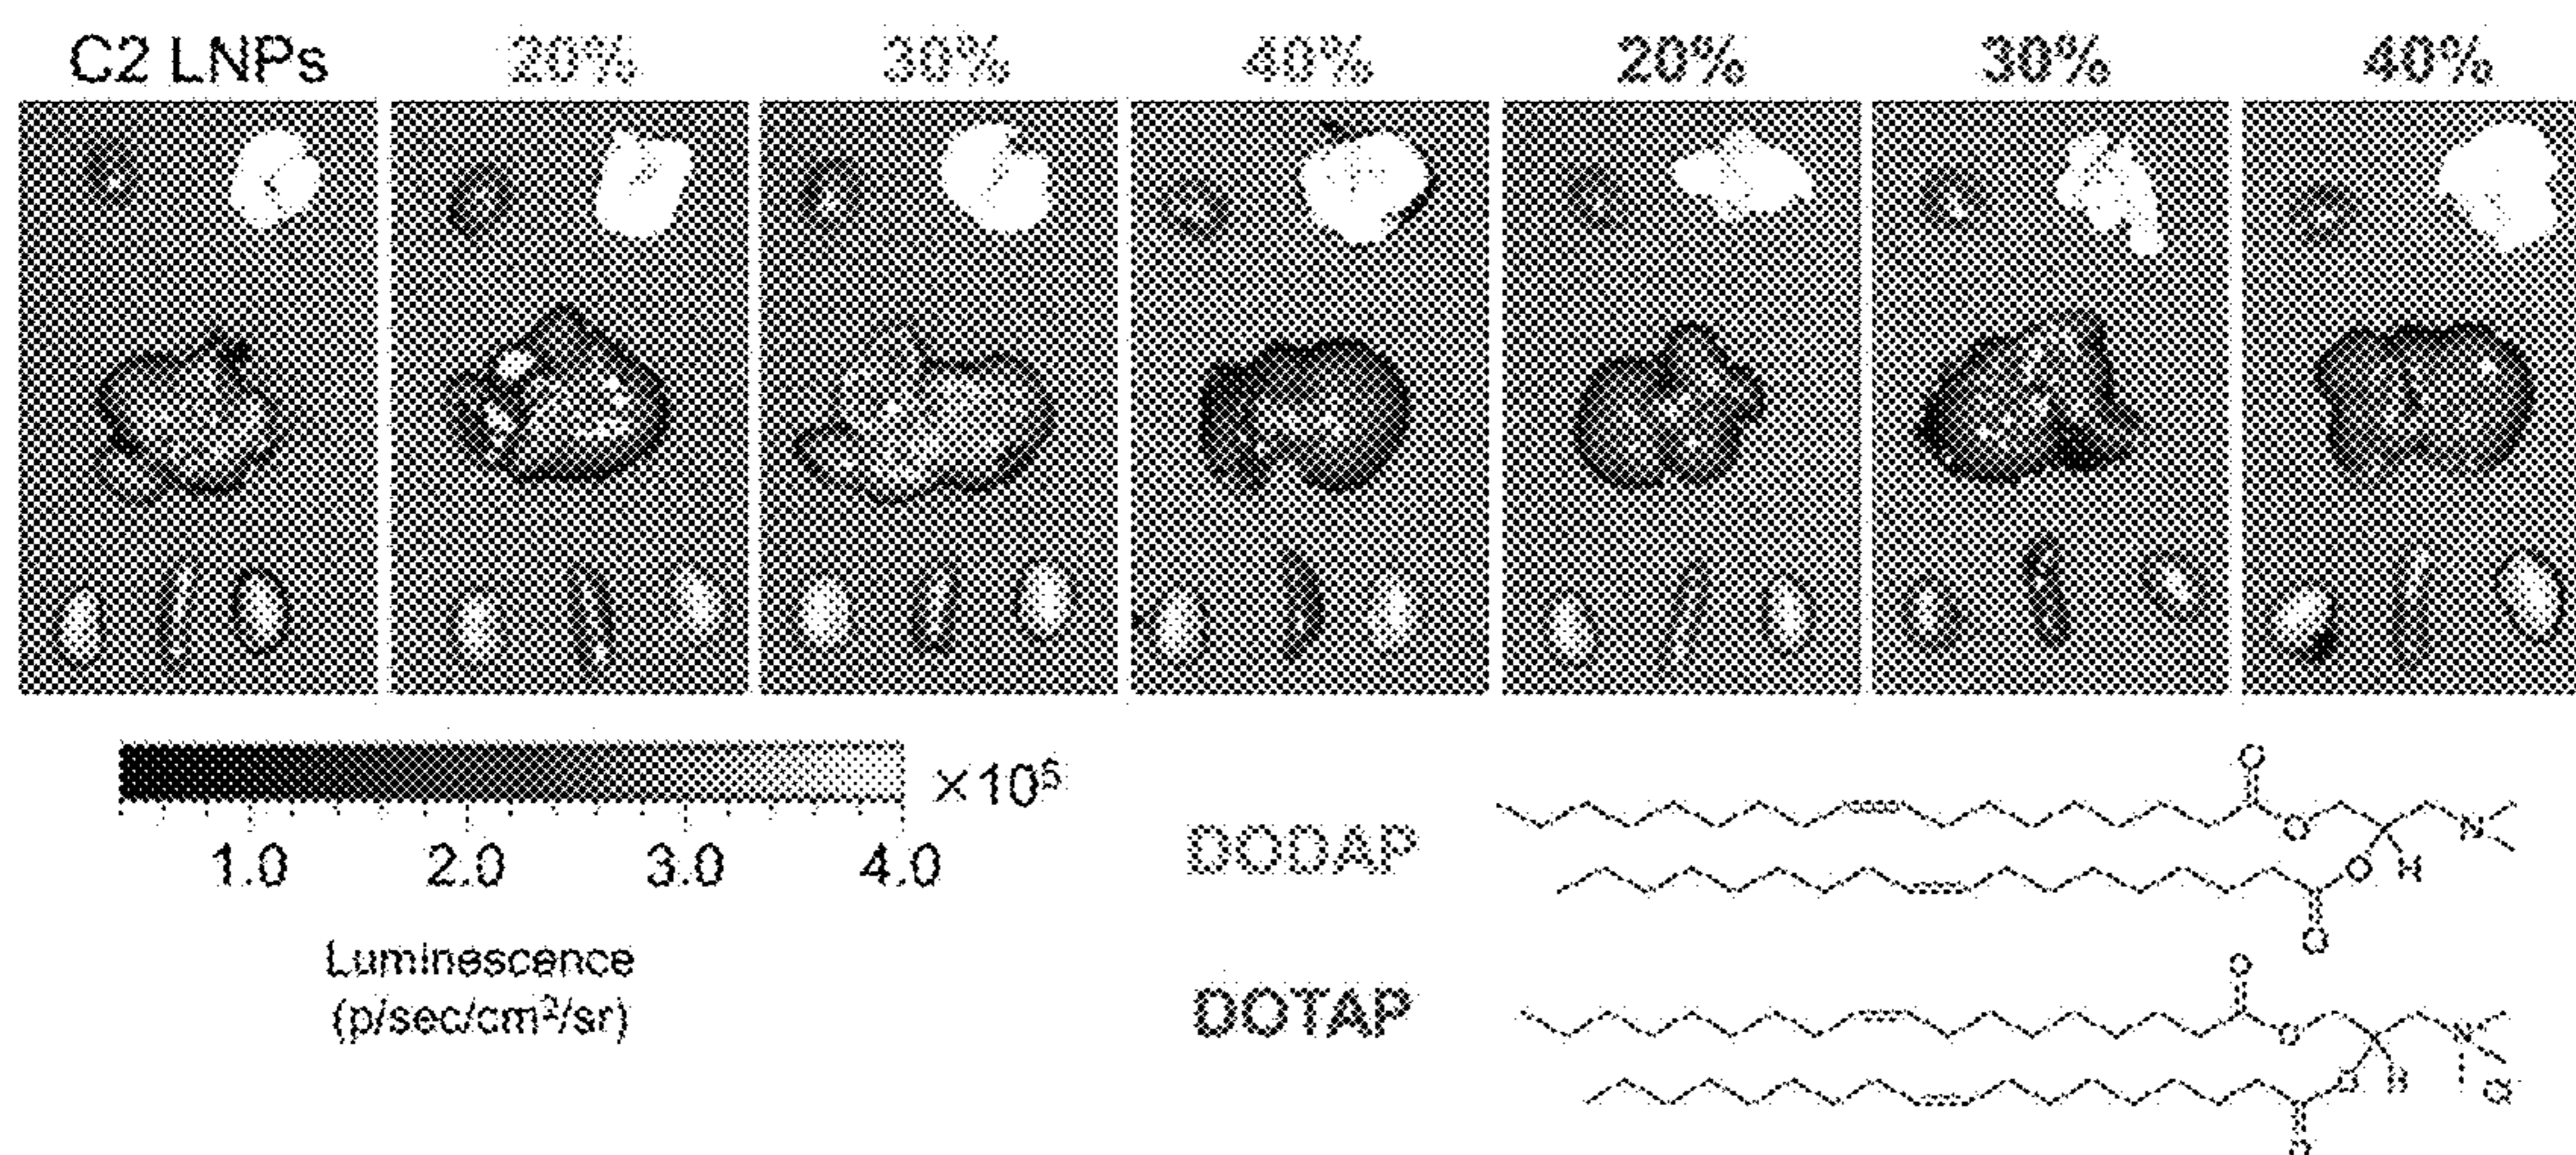 C2 LNPs 20% 30% 40% 20% 30% 40%
×10⁵
1.0 2.0 3.0 4.0
Luminescence
(p/sec/cm²/sr)
DODAP
O
O
N
O
H
O
DOTAP
O
O
N
O
H
Cl
O